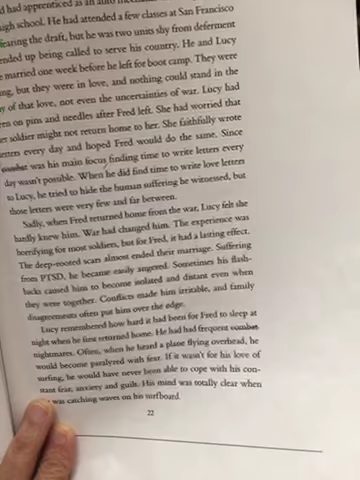 d had apprenticed as an auto
igh school. He had attended a few classes at San Francisco
fearing the draft, but he was two units shy from deferment
ended up being called to serve his country. He and Lucy
married one week before he left for boot camp. They were
ng, but they were in love, and nothing could stand in the
y of that love, not even the uncertainties of war. Lucy had
en on pins and needles after Fred left. She had worried that
er soldier might not return home to her. She faithfully wrote
letters every day and hoped Fred would do the same. Since
combat was his main focus finding time to write letters every
day wasn't possible. When he did find time to write love letters
to Lucy, he tried to hide the human suffering he witnessed, but
those letters were very few and far between.
Sadly, when Fred returned home from the war, Lucy felt she
hardly knew him. War had changed him. The experience was
horrifying for most soldiers, but for Fred, it had a lasting effect.
The deep-rooted scars almost ended their marriage. Suffering
from PTSD, he became easily angered. Sometimes his flash-
backs caused him to become isolated and distant even when
they were together. Conflicts made him irritable, and family
disagreements often put him over the edge.
Lucy remembered how hard it had been for Fred to sleep at
night when he first returned home. He had had frequent combat
nightmares. Often, when he heard a plane flying overhead, he
would become paralyzed with fear. If it wasn't for his love of
surfing, he would have never been able to cope with his con-
stant fear, anxiety and guilt. His mind was totally clear when
was catching waves on his surfboard.
22